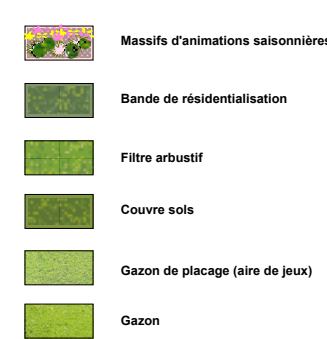 Massifs d'animations saisonnières
Bande de résidentialisation
Filtre arbustif
Couvre sols
Gazon de placage (aire de jeux)
Gazon